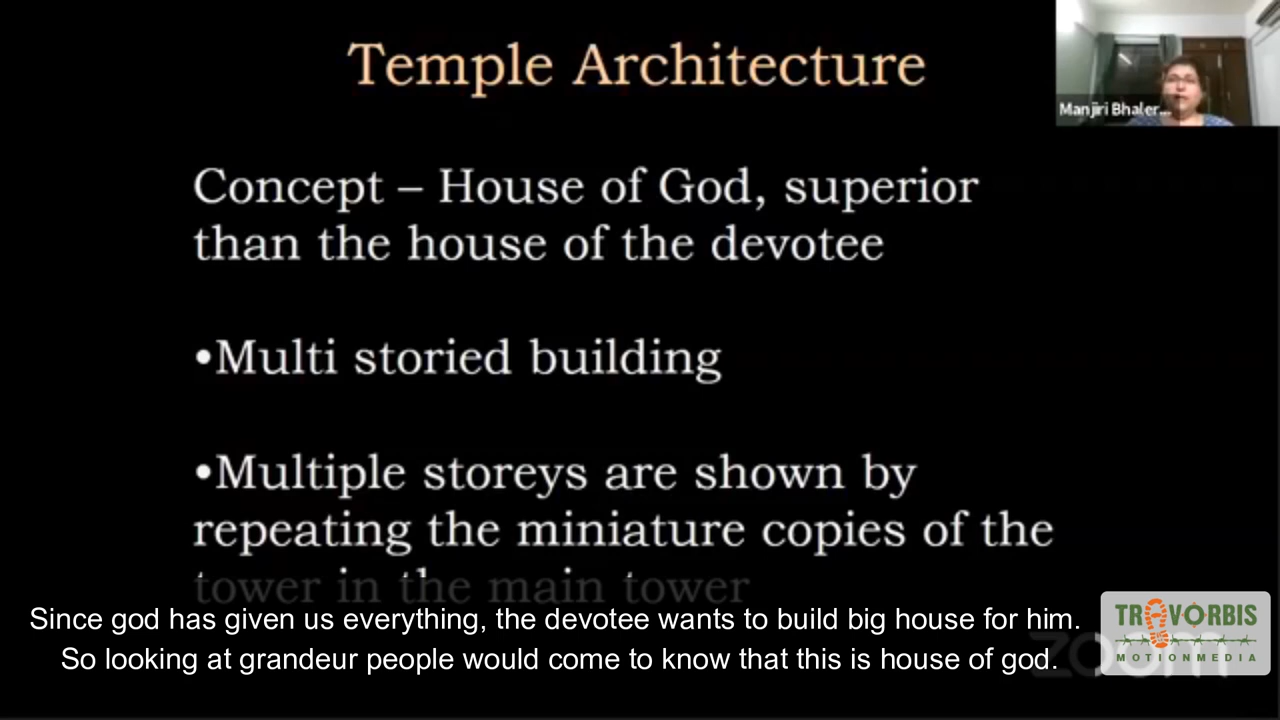 Temple Architecture
Manjiri Bhaler...
Concept – House of God, superior
than the house of the devotee
•Multi storied building
•Multiple storeys are shown by
repeating the miniature copies of the
tower in the main tower
Since god has given us everything, the devotee wants to build big house for him.
So looking at grandeur people would come to know that this is house of god.
zoom
TRAVORBIS
MOTIONMEDIA